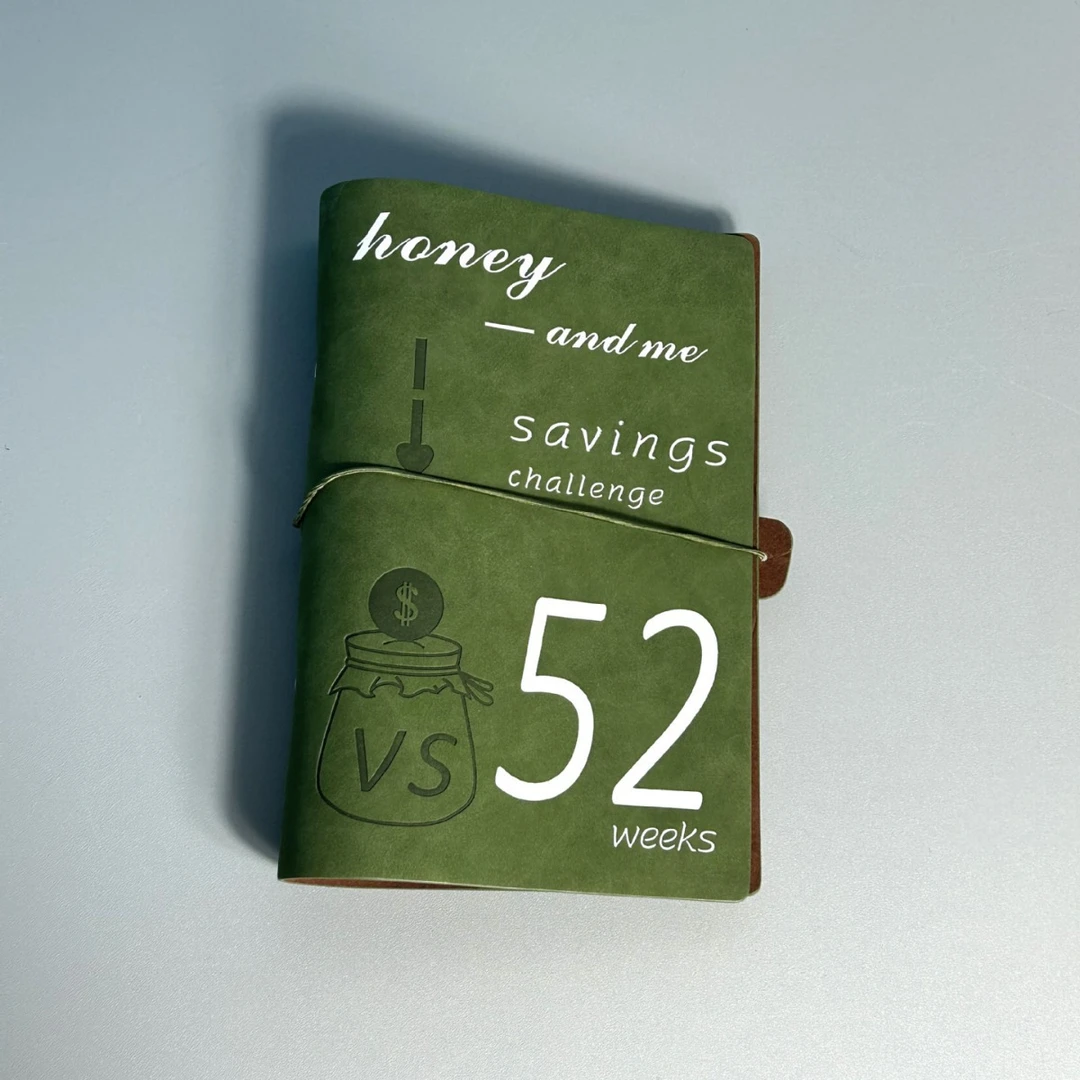 honey
— and me
savings
challenge
$
VS
52
weeks